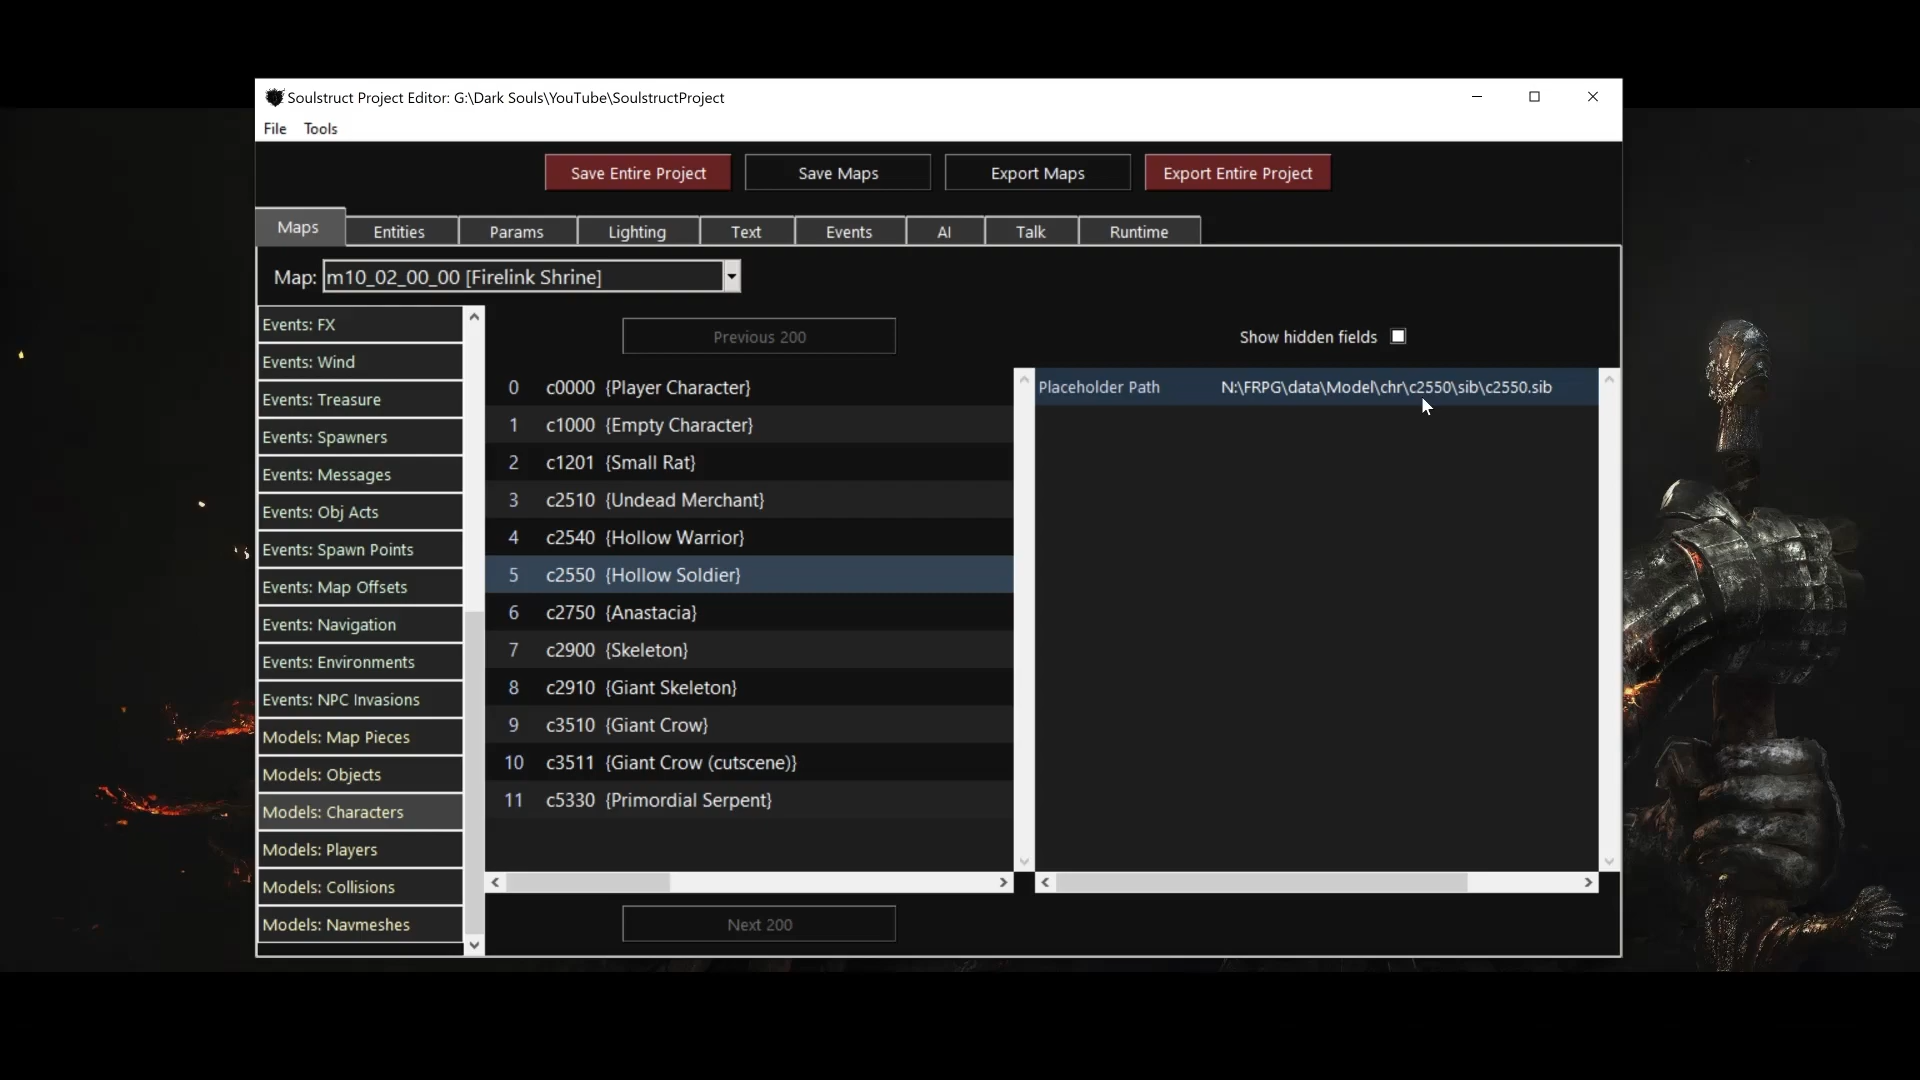 Soulstruct Project Editor: G:\Dark Souls\YouTube\SoulstructProject
File Tools
Save Entire Project Save Maps Export Maps Export Entire Project
Maps Entities Params Lighting Text Events AI Talk Runtime
Map: m10_02_00_00 [Firelink Shrine]
Events: FX
Events: Wind
Events: Treasure
Events: Spawners
Events: Messages
Events: Obj Acts
Events: Spawn Points
Events: Map Offsets
Events: Navigation
Events: Environments
Events: NPC Invasions
Models: Map Pieces
Models: Objects
Models: Characters
Models: Players
Models: Collisions
Models: Navmeshes
Previous 200
0 c0000 {Player Character}
1 c1000 {Empty Character}
2 c1201 {Small Rat}
3 c2510 {Undead Merchant}
4 c2540 {Hollow Warrior}
5 c2550 {Hollow Soldier}
6 c2750 {Anastacia}
7 c2900 {Skeleton}
8 c2910 {Giant Skeleton}
9 c3510 {Giant Crow}
10 c3511 {Giant Crow (cutscene)}
11 c5330 {Primordial Serpent}
Next 200
Show hidden fields
Placeholder Path N:\FRPG\data\Model\chr\c2550\sib\c2550.sib